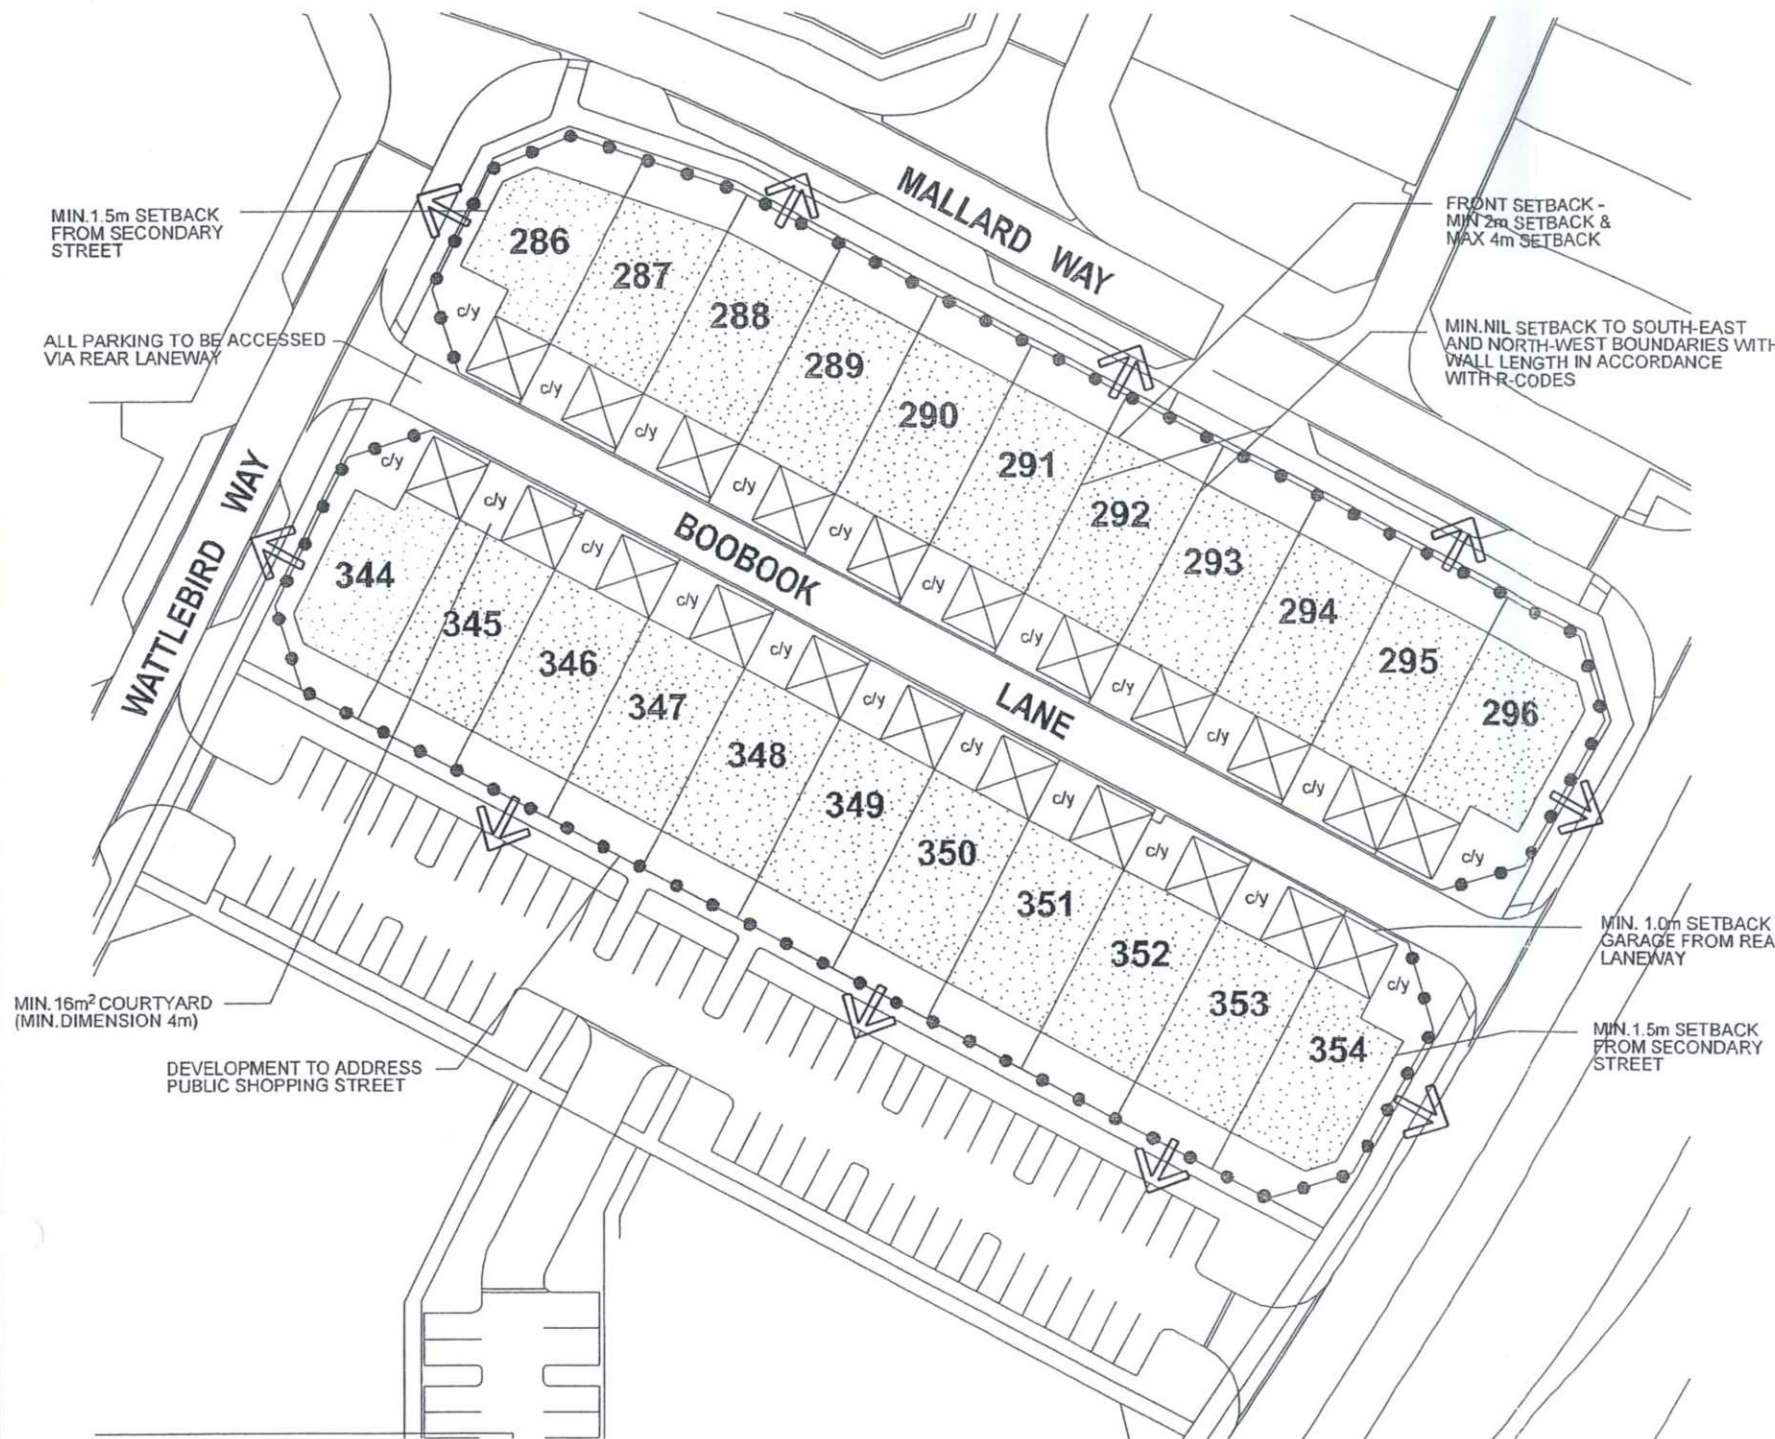 MALLARD WAY
MIN.1.5m SETBACK
FROM SECONDARY
STREET
FRONT SETBACK -
MIN 2m SETBACK &
MAX 4m SETBACK
286
287
288
289
290
291
292
293
294
295
296
c/y
c/y
c/y
c/y
c/y
c/y
c/y
c/y
c/y
c/y
c/y
MIN.NIL SETBACK TO SOUTH-EAST
AND NORTH-WEST BOUNDARIES WITH
WALL LENGTH IN ACCORDANCE
WITH R-CODES
ALL PARKING TO BE ACCESSED
VIA REAR LANEWAY
WATTLEBIRD WAY
BOOBOOK LANE
c/y
c/y
c/y
c/y
c/y
c/y
c/y
c/y
c/y
c/y
c/y
344
345
346
347
348
349
350
351
352
353
354
MIN. 1.0m SETBACK
GARAGE FROM REA
LANEWAY
MIN.16m² COURTYARD
(MIN.DIMENSION 4m)
DEVELOPMENT TO ADDRESS
PUBLIC SHOPPING STREET
MIN.1.5m SETBACK
FROM SECONDARY
STREET